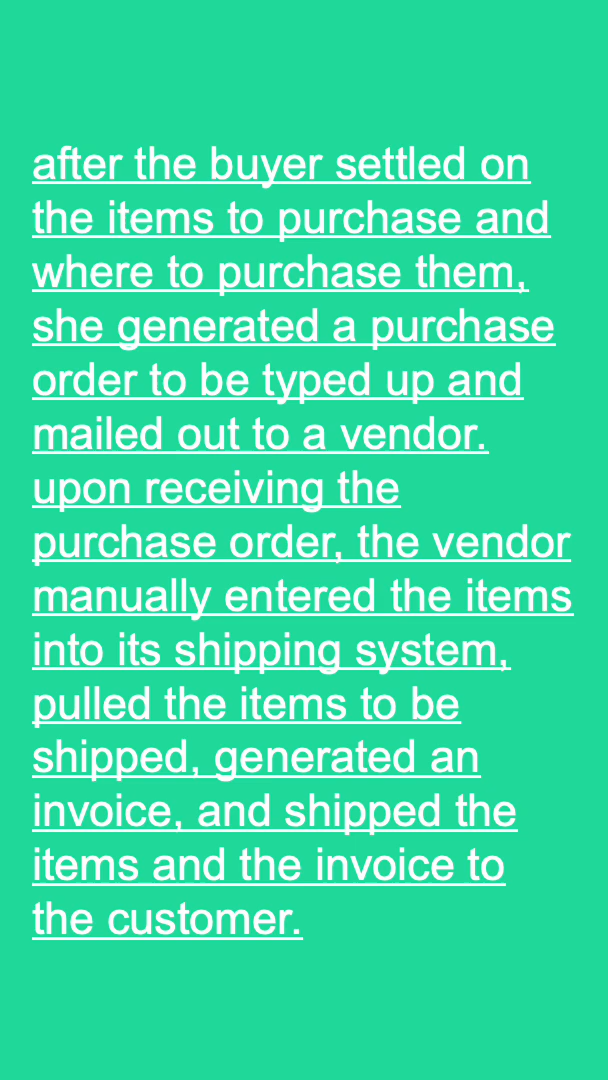 after the buyer settled on
the items to purchase and
where to purchase them,
she generated a purchase
order to be typed up and
mailed out to a vendor.
upon receiving the
purchase order, the vendor
manually entered the items
into its shipping system,
pulled the items to be
shipped, generated an
invoice, and shipped the
items and the invoice to
the customer.